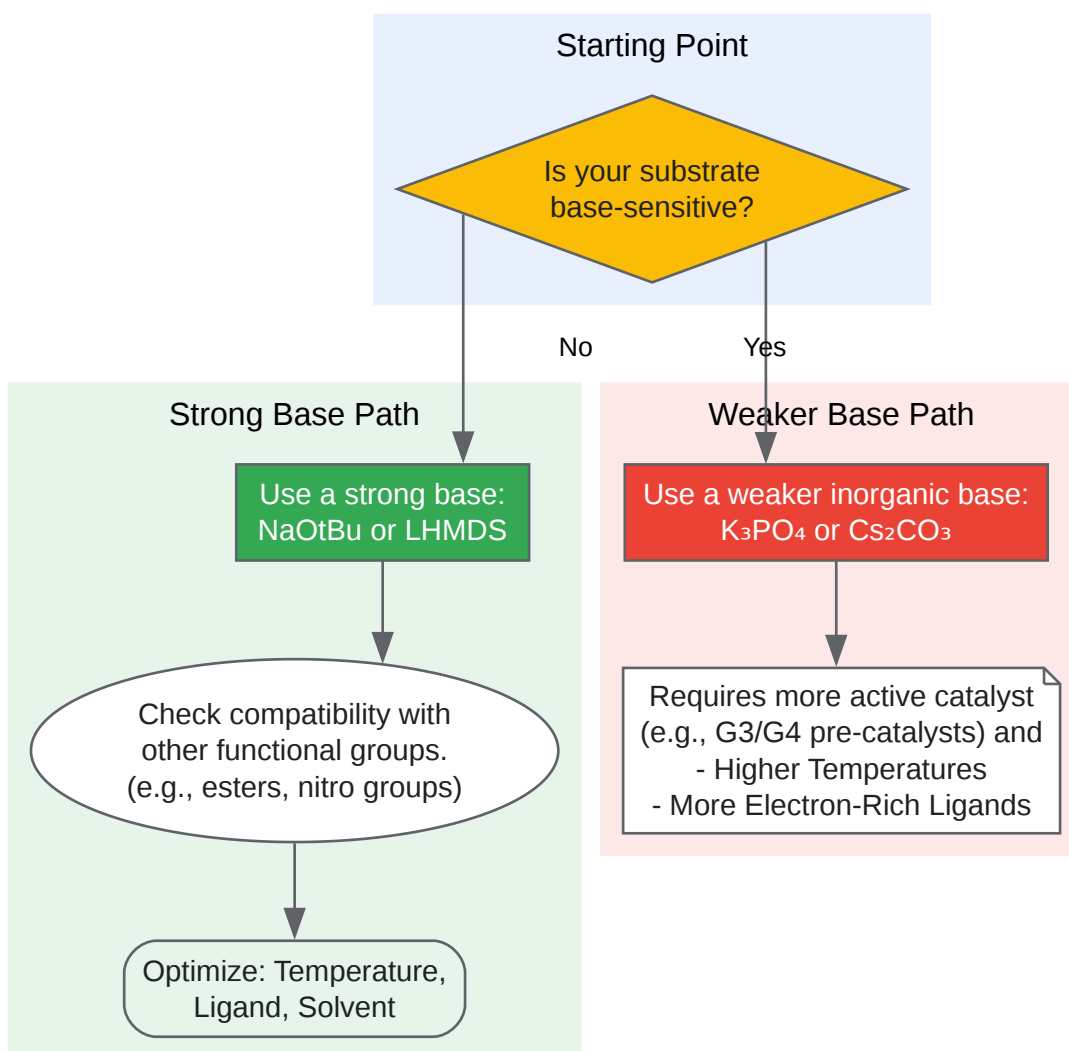 Starting Point
Is your substrate
base-sensitive?
No
Yes
Strong Base Path
Use a strong base:
NaOtBu or LHMDS
Check compatibility with
other functional groups.
(e.g., esters, nitro groups)
Optimize: Temperature,
Ligand, Solvent
Weaker Base Path
Use a weaker inorganic base:
K₃PO₄ or Cs₂CO₃
Requires more active catalyst
(e.g., G3/G4 pre-catalysts) and
- Higher Temperatures
- More Electron-Rich Ligands